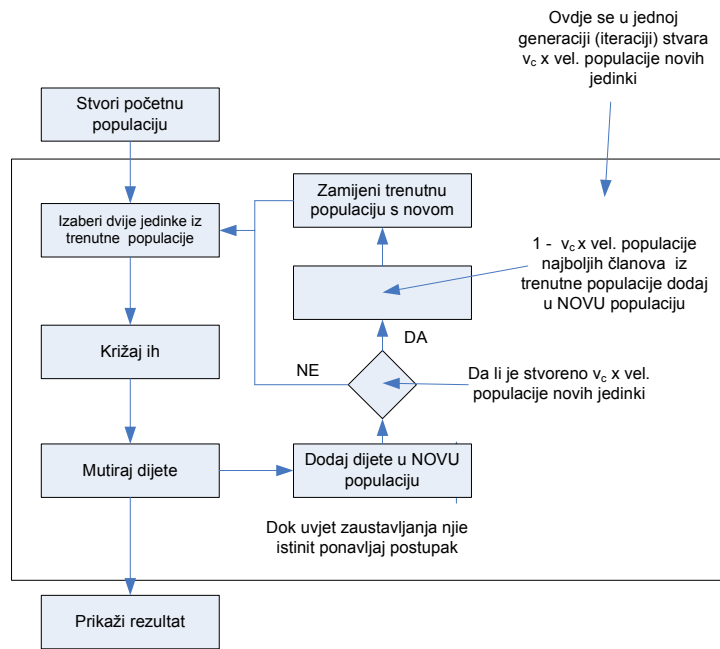 Ovdje se u jednoj
generaciji (iteraciji) stvara
vc x vel. populacije novih
jedinki
Stvori početnu
populaciju
Zamijeni trenutnu
populaciju s novom
Izaberi dvije jedinke iz
trenutne populacije
1 - vc x vel. populacije
najboljih članova iz
trenutne populacije dodaj
u NOVU populaciju
Križaj ih
DA
NE
Da li je stvoreno vc x vel.
populacije novih jedinki
Mutiraj dijete
Dodaj dijete u NOVU
populaciju
Dok uvjet zaustavljanja njie
istinit ponavljaj postupak
Prikaži rezultat